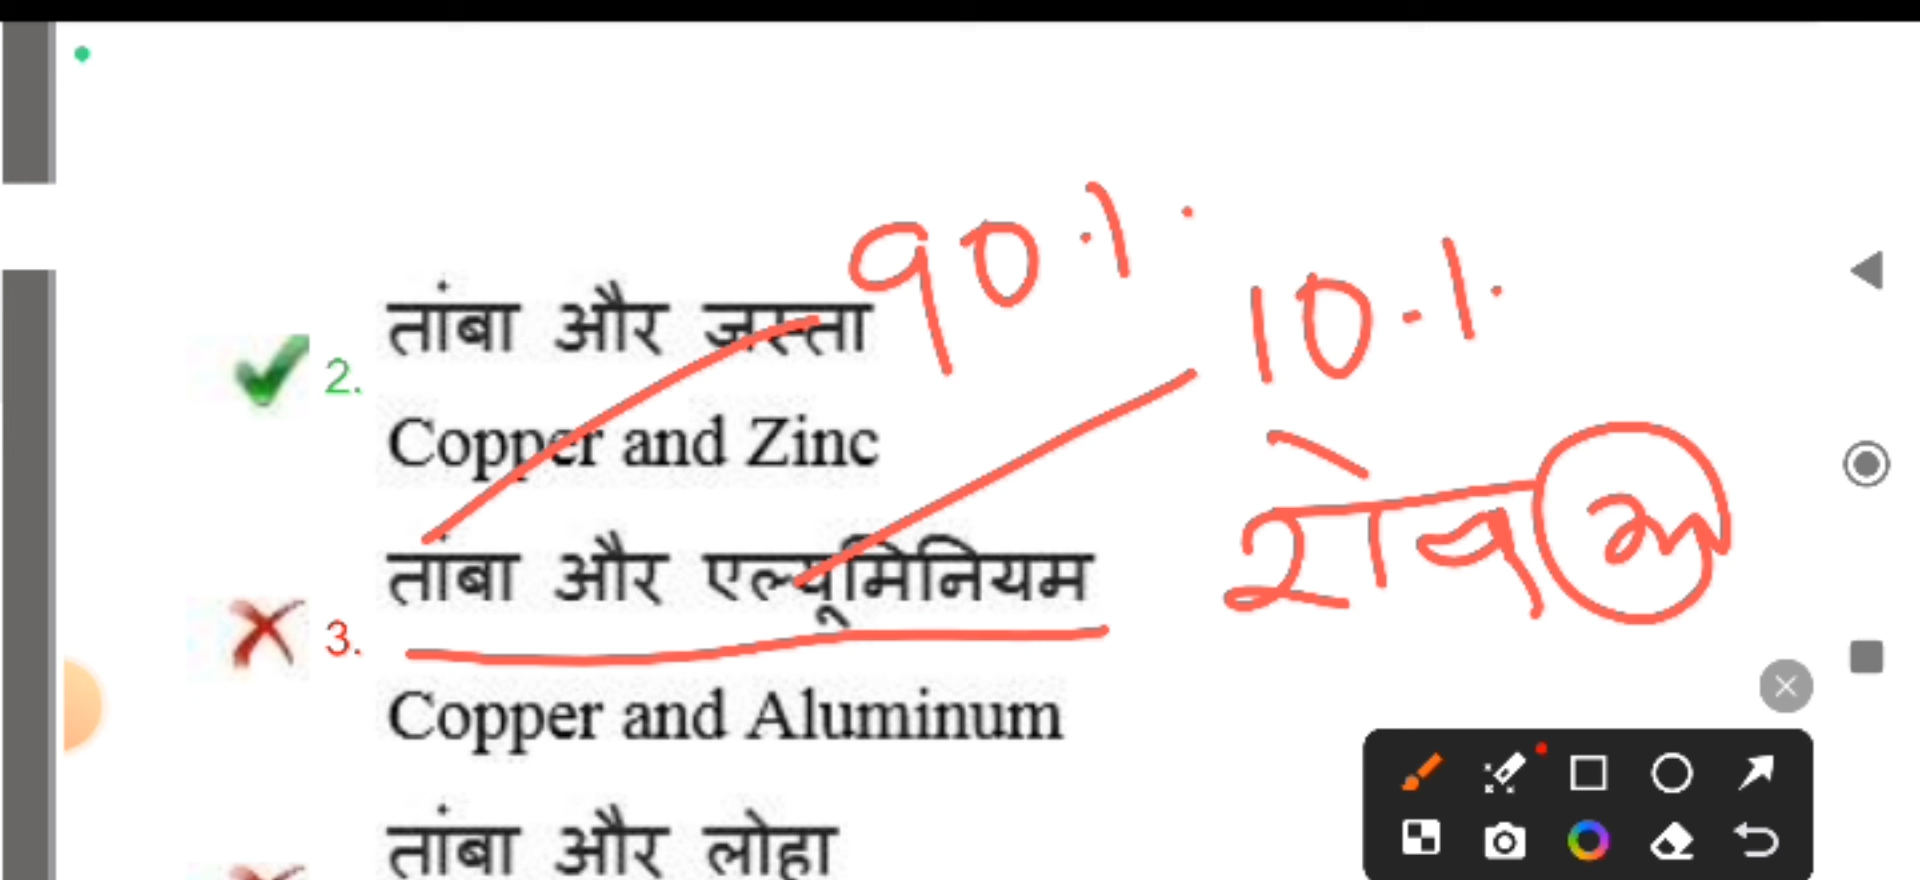 90%
10%
2. तांबा और जस्ता
Copper and Zinc
3. तांबा और एल्यूमिनियम
Copper and Aluminum
तांबा और लोहा